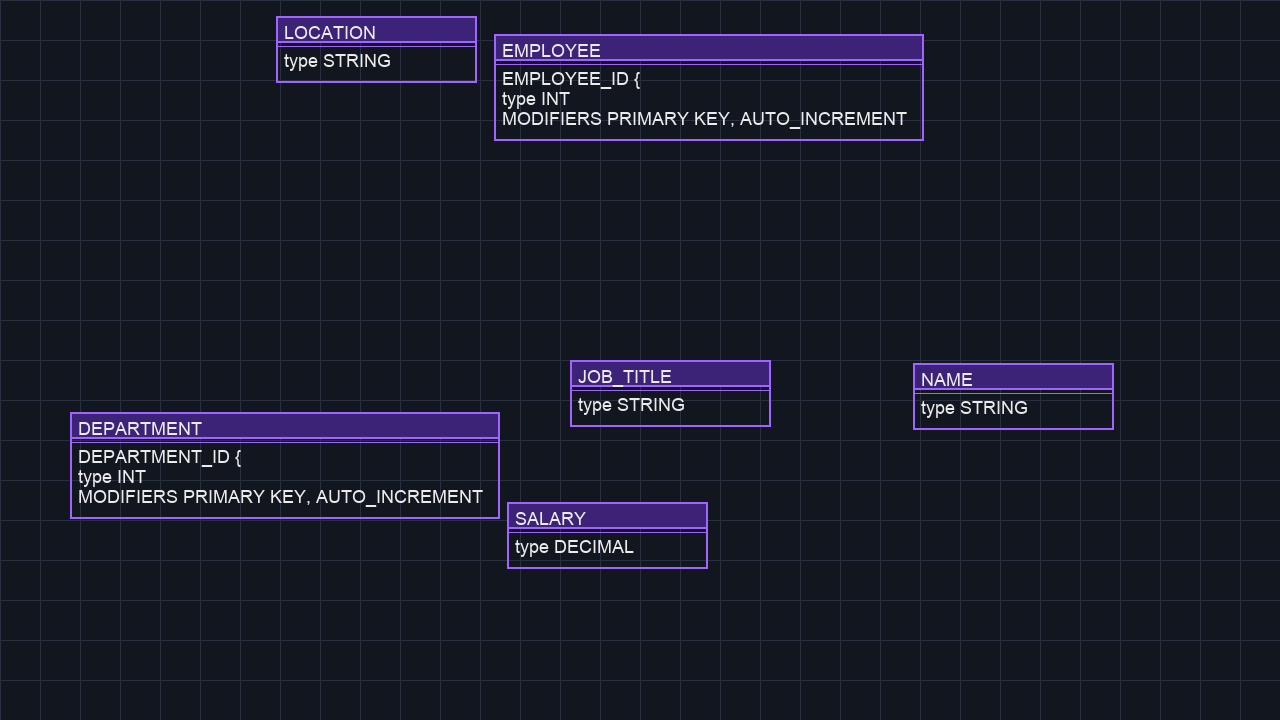 LOCATION
type STRING
EMPLOYEE
EMPLOYEE_ID {
type INT
MODIFIERS PRIMARY KEY, AUTO_INCREMENT
JOB_TITLE
type STRING
NAME
type STRING
DEPARTMENT
DEPARTMENT_ID {
type INT
MODIFIERS PRIMARY KEY, AUTO_INCREMENT
SALARY
type DECIMAL